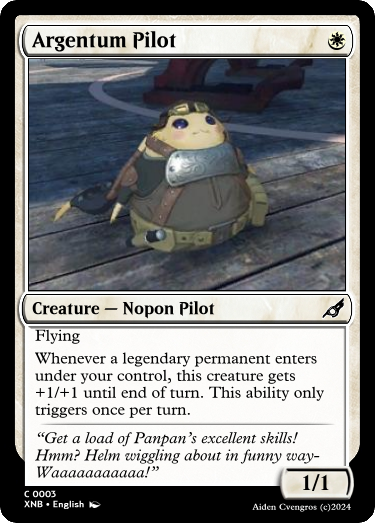 Argentum Pilot
Creature — Nopon Pilot
Flying
Whenever a legendary permanent enters
under your control, this creature gets
+1/+1 until end of turn. This ability only
triggers once per turn.
“Get a load of Panpan’s excellent skills!
Hmm? Helm wiggling about in funny way-
Waaaaaaaaaaa!”
1/1
C 0003
XNB • English
Aiden Cvengros (c)2024